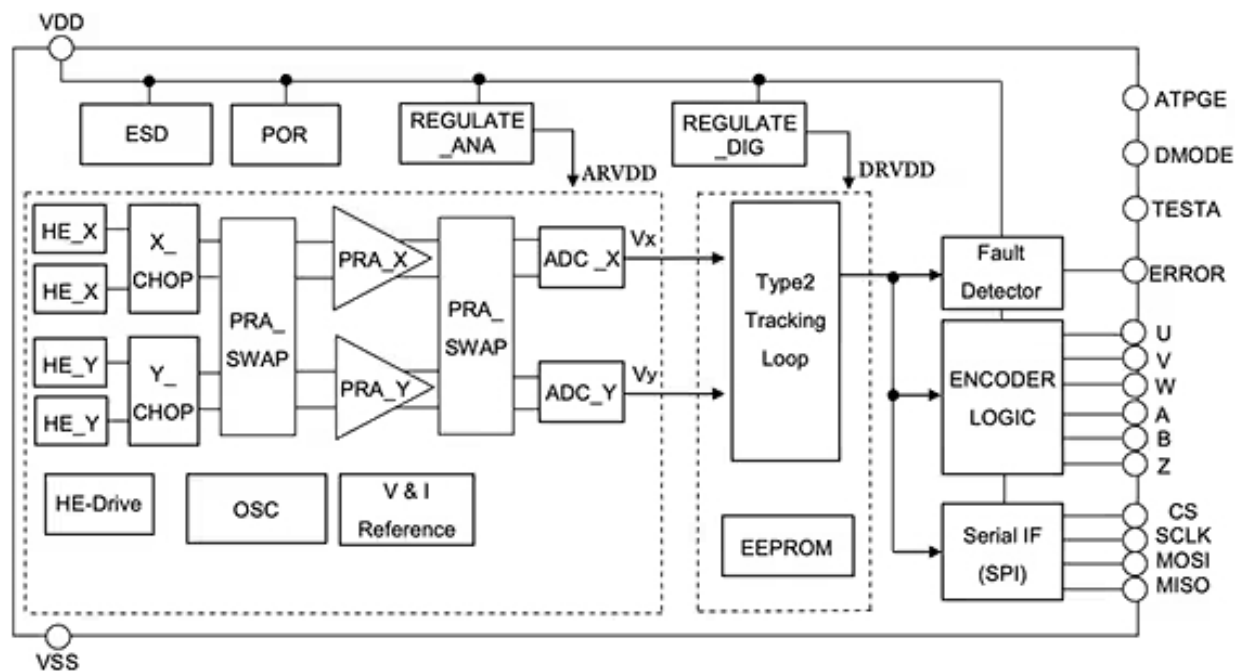 VDD
ESD
POR
REGULATE
_ANA
REGULATE
_DIG
ARVDD
DRVDD
ATPGE
DMODE
TESTA
ERROR
HE_X
HE_X
X_
CHOP
HE_Y
HE_Y
Y_
CHOP
PRA_
SWAP
PRA_X
PRA_Y
PRA_
SWAP
ADC _X
ADC_Y
Vx
Vy
Type2
Tracking
Loop
Fault
Detector
ENCODER
LOGIC
U
V
W
A
B
Z
HE-Drive
OSC
V & I
Reference
EEPROM
Serial IF
(SPI)
CS
SCLK
MOSI
MISO
VSS